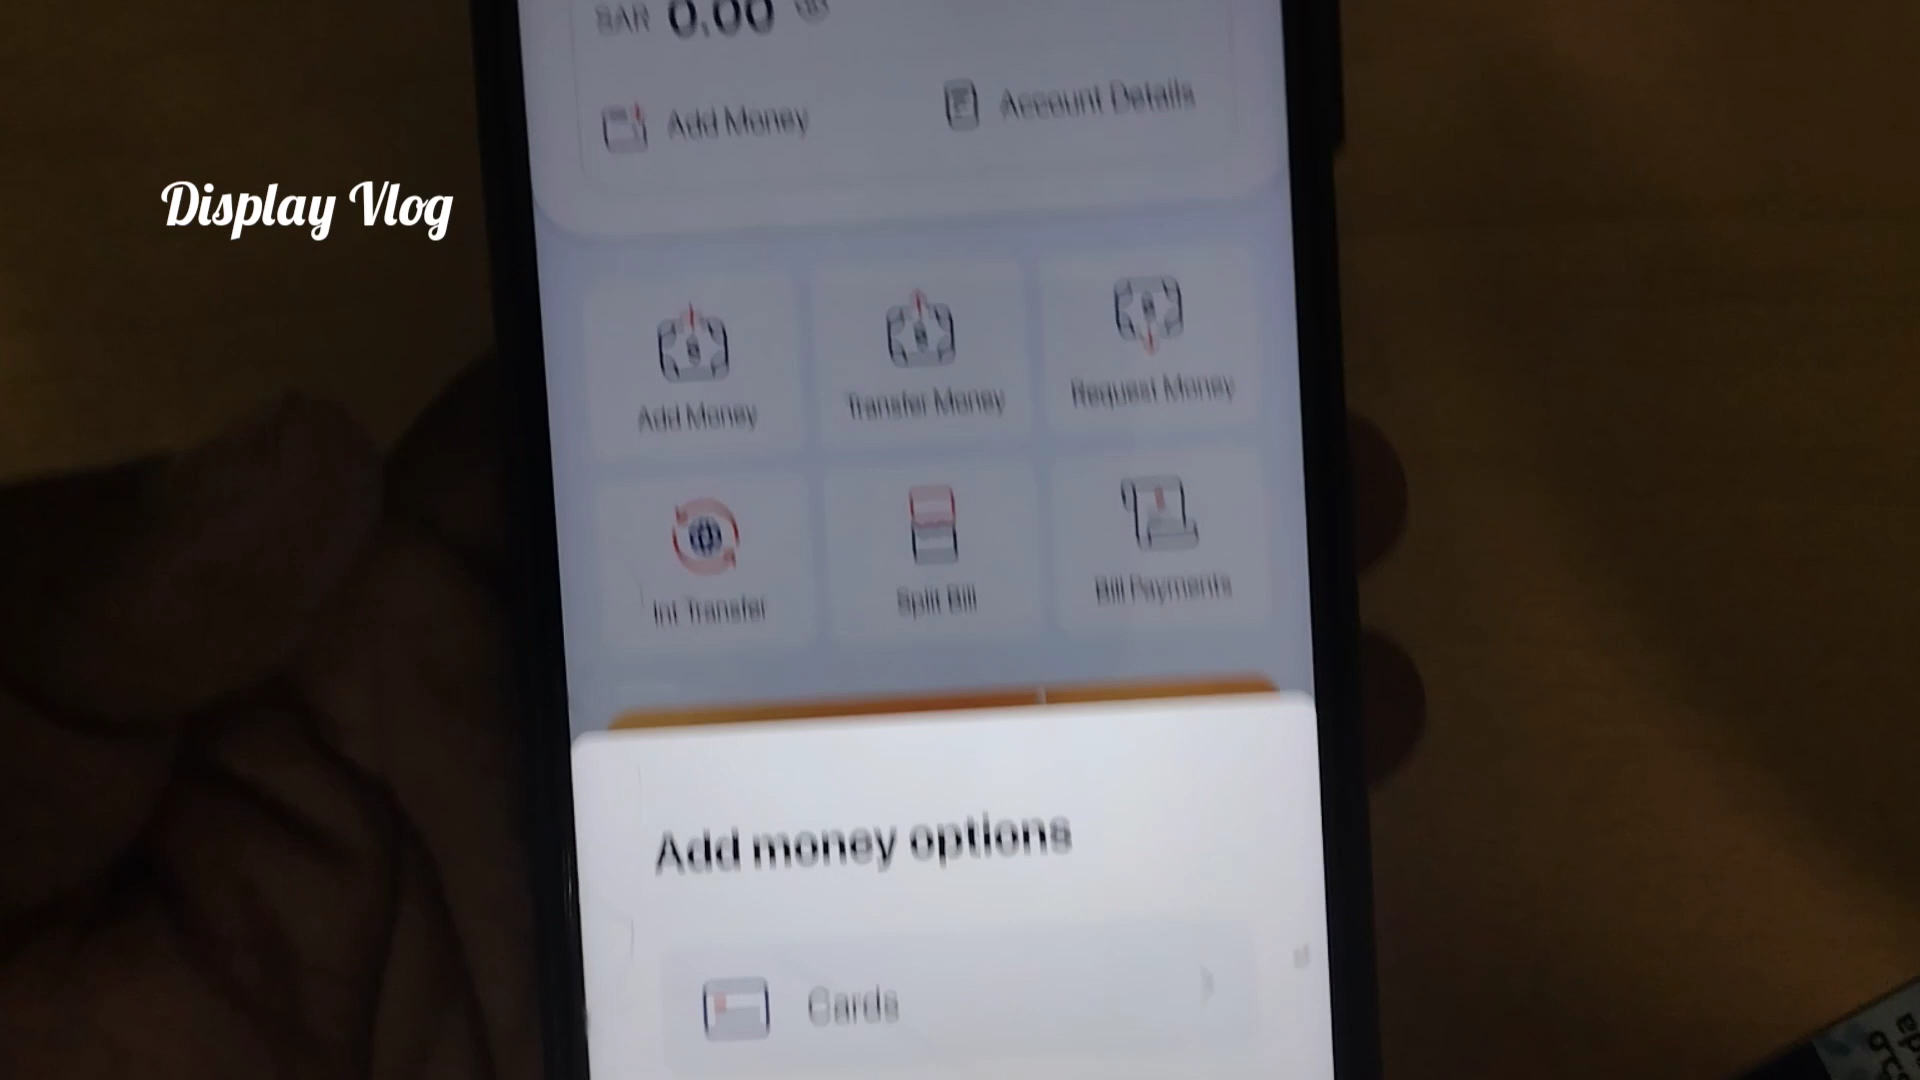 SAR 0.00
Add Money
Account Details
Display Vlog
Add Money
Transfer Money
Request Money
Int Transfer
Split Bill
Bill Payments
Add money options
Cards